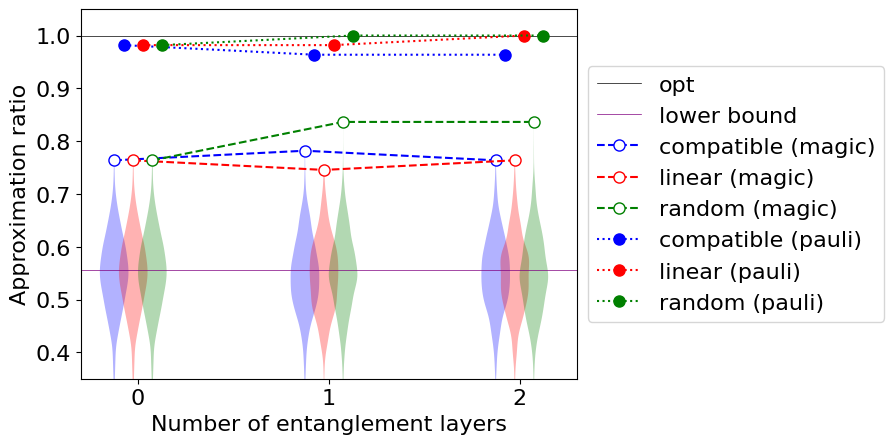 Approximation ratio
1.0
0.9
0.8
0.7
0.6
0.5
0.4
0
1
2
Number of entanglement layers
opt
lower bound
compatible (magic)
linear (magic)
random (magic)
compatible (pauli)
linear (pauli)
random (pauli)